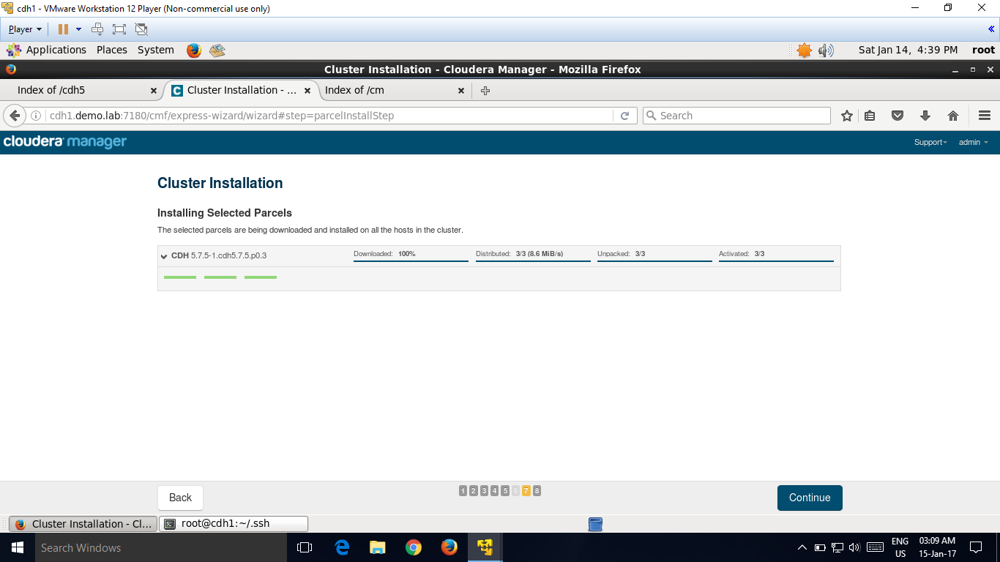 cdh1 - VMware Workstation 12 Player (Non-commercial use only)
Player
Applications Places System Sat Jan 14, 4:39 PM root
Cluster Installation - Cloudera Manager - Mozilla Firefox
Index of /cdh5 Cluster Installation - ... Index of /cm
cdh1.demo.lab:7180/cmf/express-wizard/wizard#step=parcelInstallStep Search
cloudera manager Support admin
Cluster Installation
Installing Selected Parcels
The selected parcels are being downloaded and installed on all the hosts in the cluster.
CDH 5.7.5-1.cdh5.7.5.p0.3 Downloaded: 100% Distributed: 3/3 (8.6 MiB/s) Unpacked: 3/3 Activated: 3/3
Back 1 2 3 4 5 6 7 8 Continue
Cluster Installation - Cl... root@cdh1:~/.ssh
Search Windows ENG 03:09 AM
US 15-Jan-17